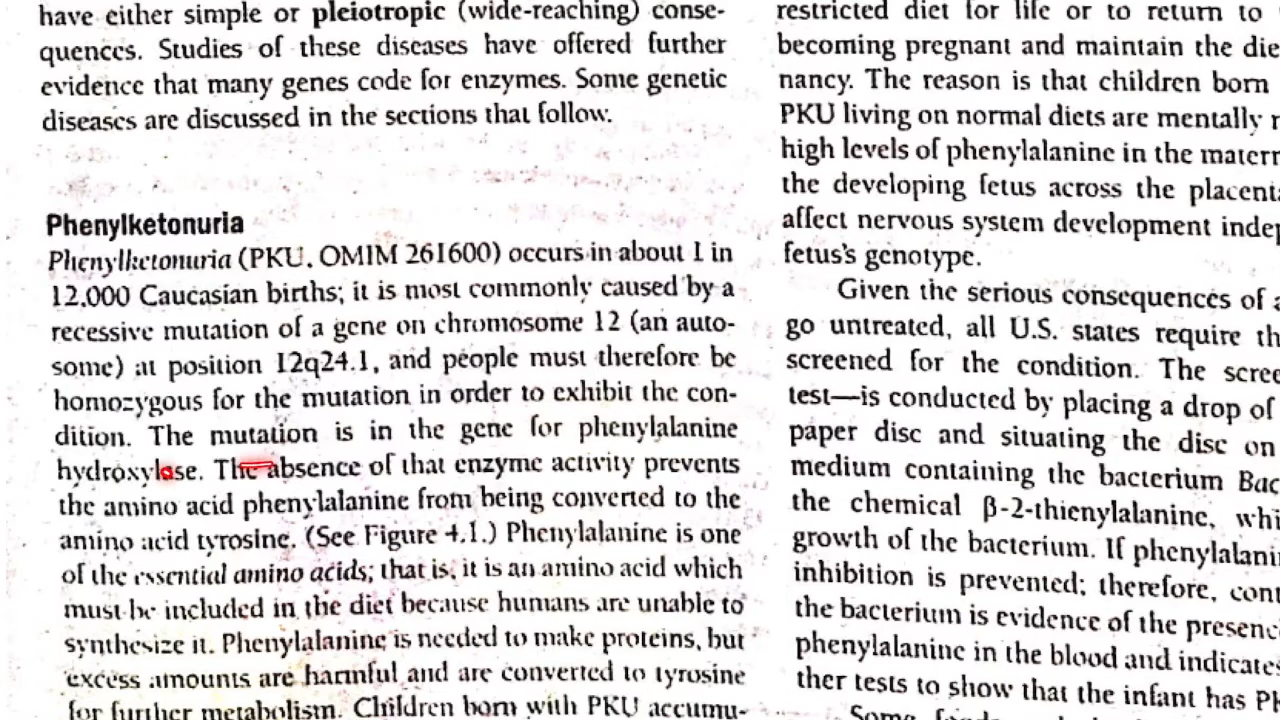 have either simple or pleiotropic (wide-reaching) conse-
quences. Studies of these diseases have offered further
evidence that many genes code for enzymes. Some genetic
diseases are discussed in the sections that follow.
Phenylketonuria
Phenylketonuria (PKU, OMIM 261600) occurs in about 1 in
12,000 Caucasian births; it is most commonly caused by a
recessive mutation of a gene on chromosome 12 (an auto-
some) at position 12q24.1, and people must therefore be
homozygous for the mutation in order to exhibit the con-
dition. The mutation is in the gene for phenylalanine
hydroxylase. The absence of that enzyme activity prevents
the amino acid phenylalanine from being converted to the
amino acid tyrosine. (See Figure 4.1.) Phenylalanine is one
of the essential amino acids; that is, it is an amino acid which
must be included in the diet because humans are unable to
synthesize it. Phenylalanine is needed to make proteins, but
excess amounts are harmful and are converted to tyrosine
for further metabolism. Children born with PKU accumu-
restricted diet for life or to return to
becoming pregnant and maintain the die
nancy. The reason is that children born
PKU living on normal diets are mentally r
high levels of phenylalanine in the matern
the developing fetus across the placenta
affect nervous system development indep
fetus's genotype.
Given the serious consequences of a
go untreated, all U.S. states require th
screened for the condition. The scree
test—is conducted by placing a drop of
paper disc and situating the disc on
medium containing the bacterium Bac
the chemical β-2-thienylalanine, whi
growth of the bacterium. If phenylalanin
inhibition is prevented; therefore, cont
the bacterium is evidence of the presenc
phenylalanine in the blood and indicates
ther tests to show that the infant has PK